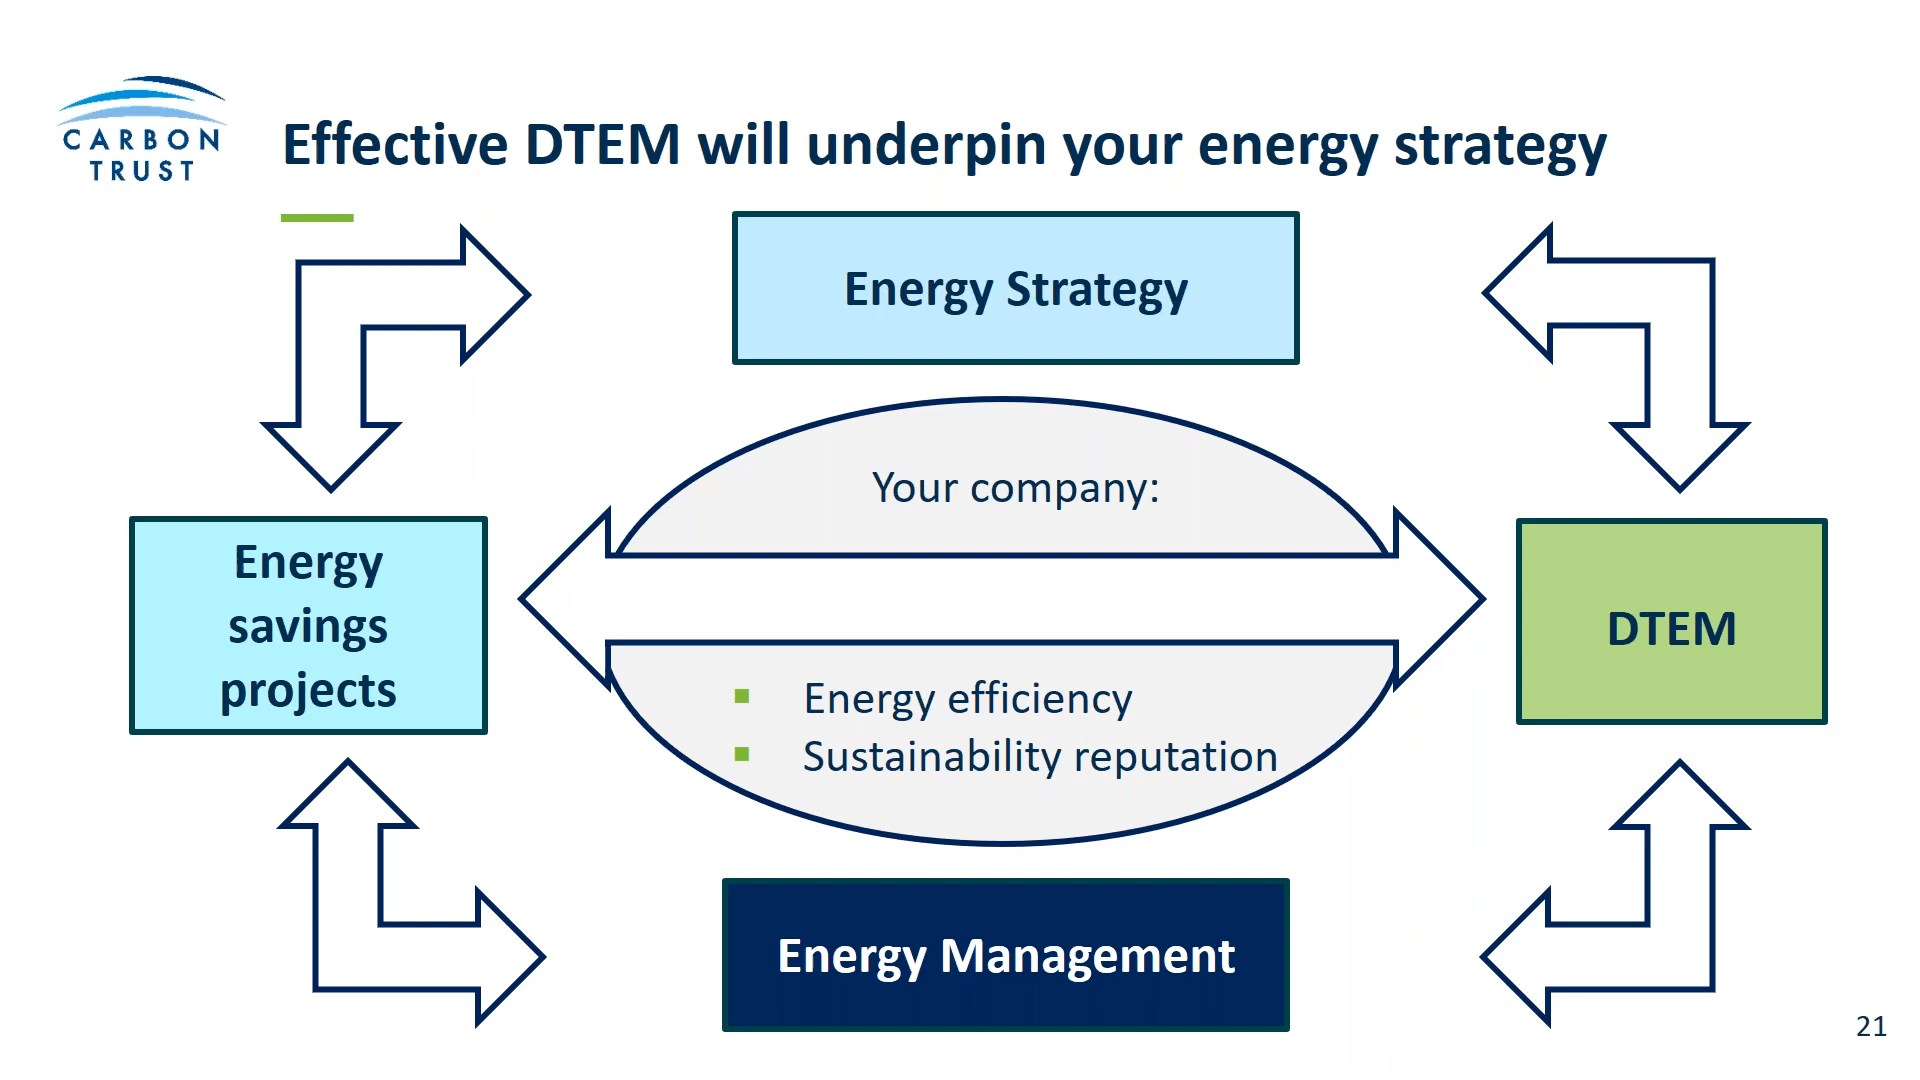 CARBON
TRUST
Effective DTEM will underpin your energy strategy
Energy Strategy
Your company:
Energy
savings
projects
DTEM
▪ Energy efficiency
▪ Sustainability reputation
Energy Management
21